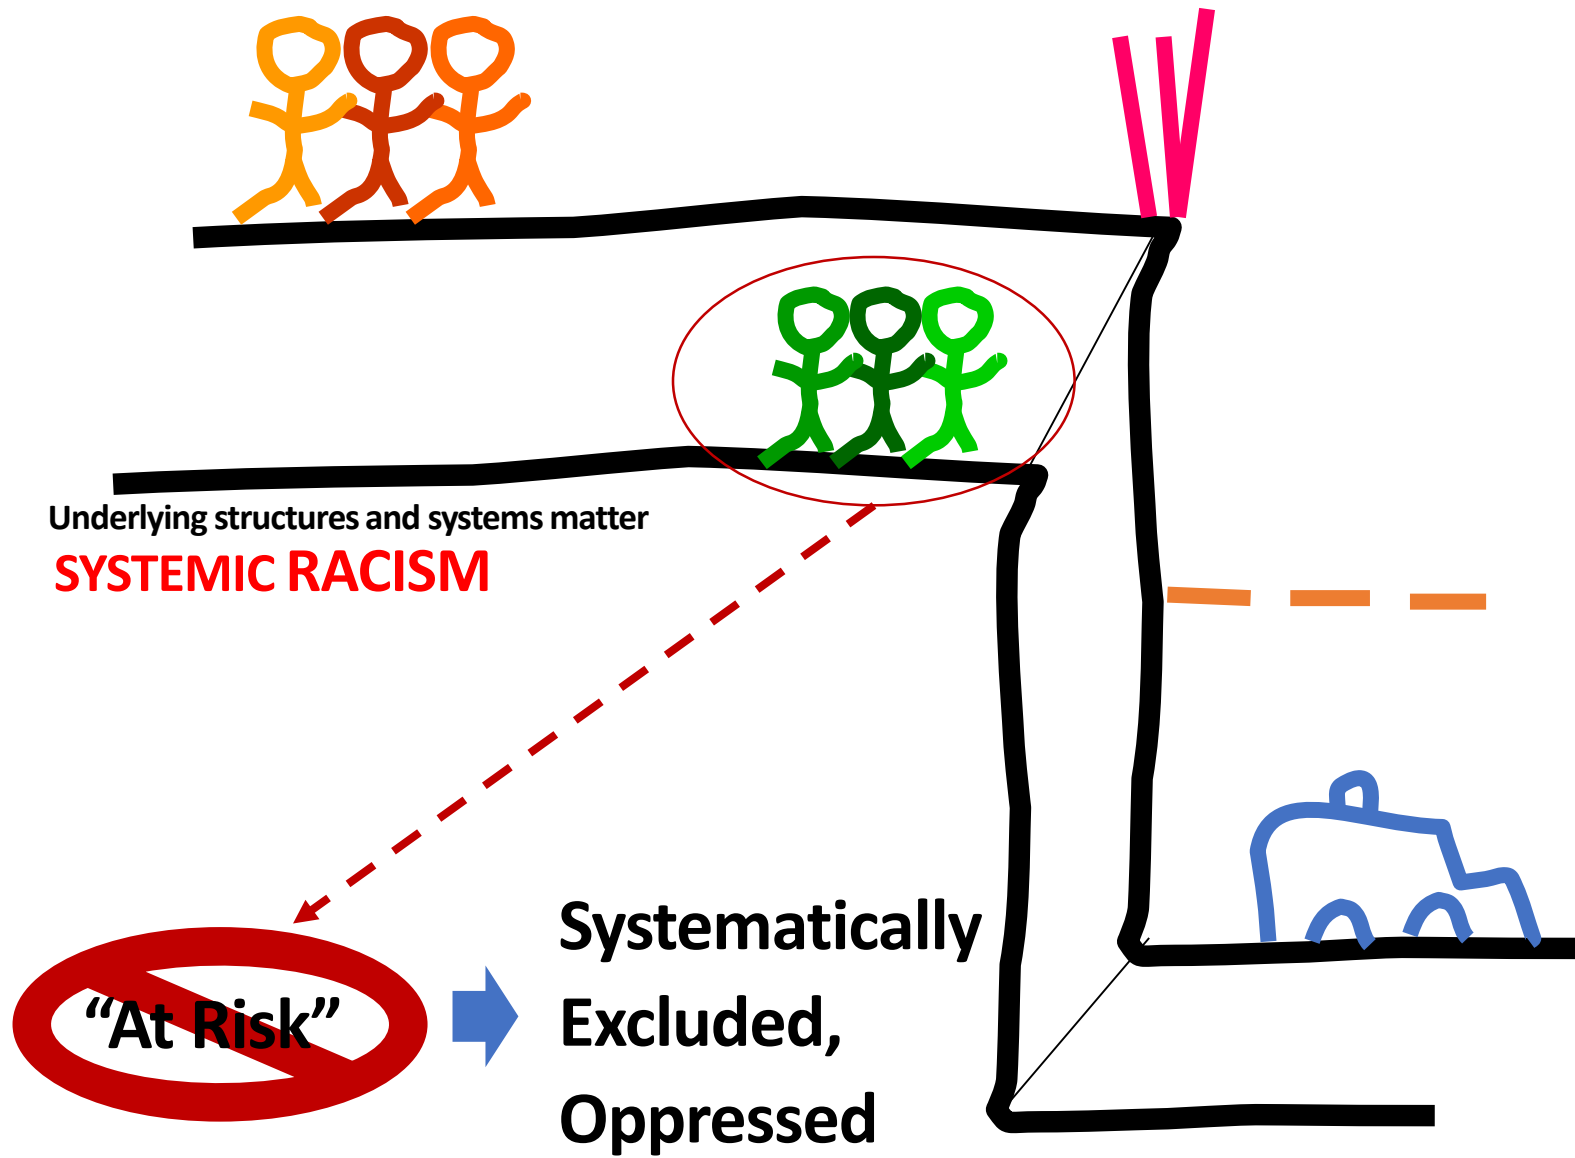 Underlying structures and systems matter
SYSTEMIC RACISM
“At Risk”
Systematically
Excluded,
Oppressed